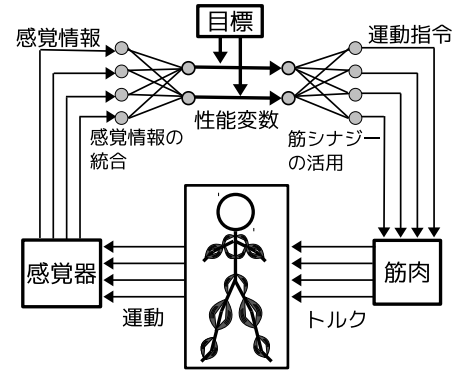 目標
感覚情報
運動指令
性能変数
感覚情報の
統合
筋シナジー
の活用
感覚器
筋肉
運動
トルク